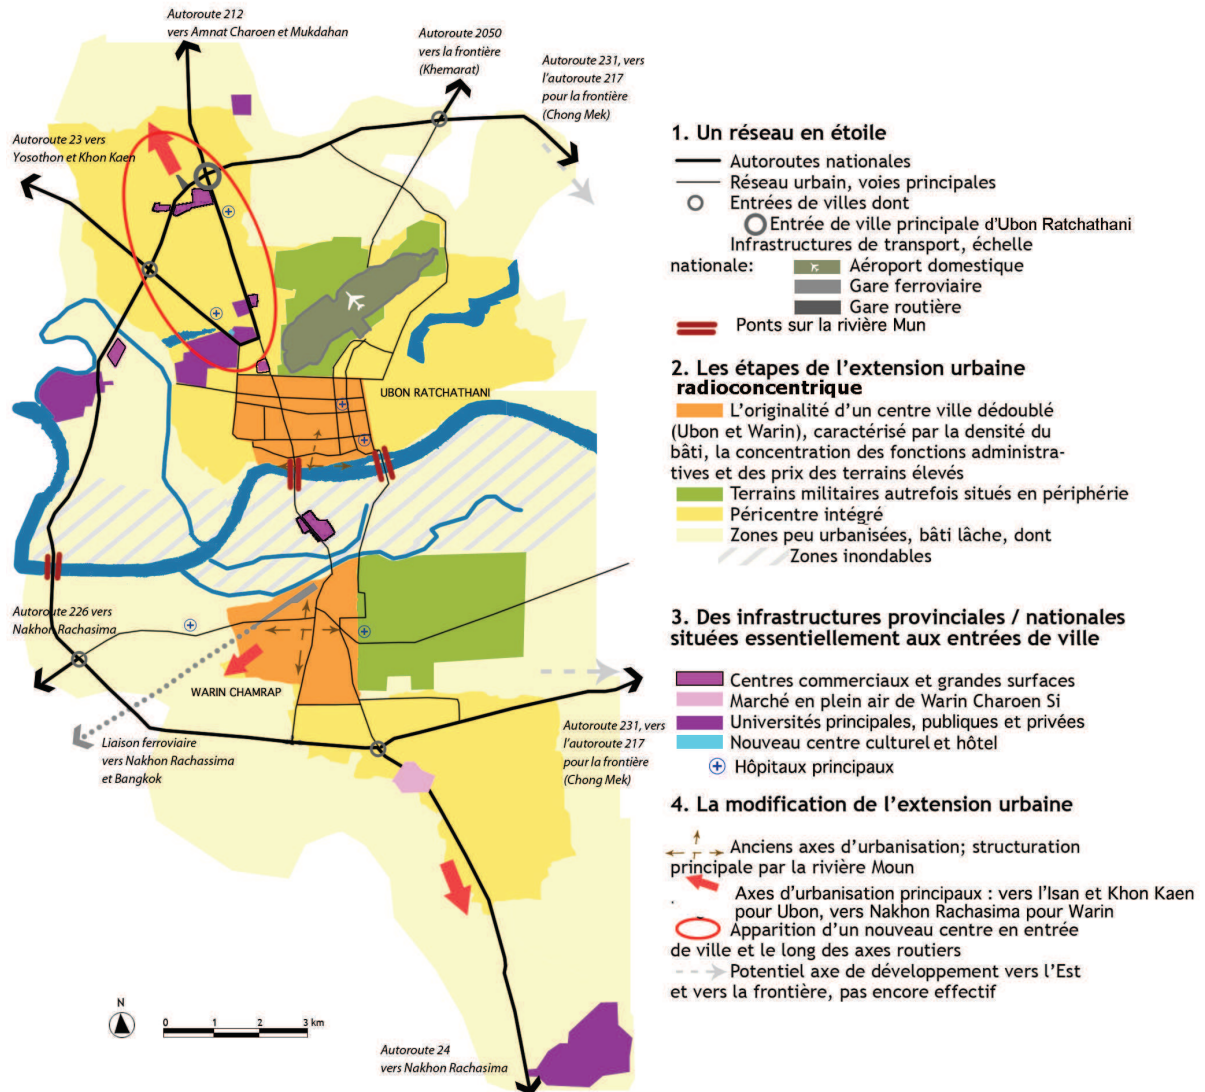 Autoroute 212
vers Amnat Charoen et Mukdahan
Autoroute 2050
vers la frontière
(Khemarat)
Autoroute 231, vers
l'autoroute 217
pour la frontière
(Chong Mek)
Autoroute 23 vers
Yosothon et Khon Kaen
UBON RATCHATHANI
Autoroute 226 vers
Nakhon Rachasima
WARIN CHAMRAP
Liaison ferroviaire
vers Nakhon Rachassima
et Bangkok
Autoroute 231, vers
l'autoroute 217
pour la frontière
(Chong Mek)
N
0 1 2 3 km
Autoroute 24
vers Nakhon Rachasima
1. Un réseau en étoile
Autoroutes nationales
Réseau urbain, voies principales
Entrées de villes dont
Entrée de ville principale d'Ubon Ratchathani
Infrastructures de transport, échelle
nationale:
Aéroport domestique
Gare ferroviaire
Gare routière
Ponts sur la rivière Mun
2. Les étapes de l'extension urbaine
radioconcentrique
L'originalité d'un centre ville dédoublé
(Ubon et Warin), caractérisé par la densité du
bâti, la concentration des fonctions administra-
tives et des prix des terrains élevés
Terrains militaires autrefois situés en périphérie
Péricentre intégré
Zones peu urbanisées, bâti lâche, dont
Zones inondables
3. Des infrastructures provinciales / nationales
situées essentiellement aux entrées de ville
Centres commerciaux et grandes surfaces
Marché en plein air de Warin Charoen Si
Universités principales, publiques et privées
Nouveau centre culturel et hôtel
Hôpitaux principaux
4. La modification de l'extension urbaine
Anciens axes d'urbanisation; structuration
principale par la rivière Moun
Axes d'urbanisation principaux : vers l'Isan et Khon Kaen
pour Ubon, vers Nakhon Rachasima pour Warin
Apparition d'un nouveau centre en entrée
de ville et le long des axes routiers
Potentiel axe de développement vers l'Est
et vers la frontière, pas encore effectif